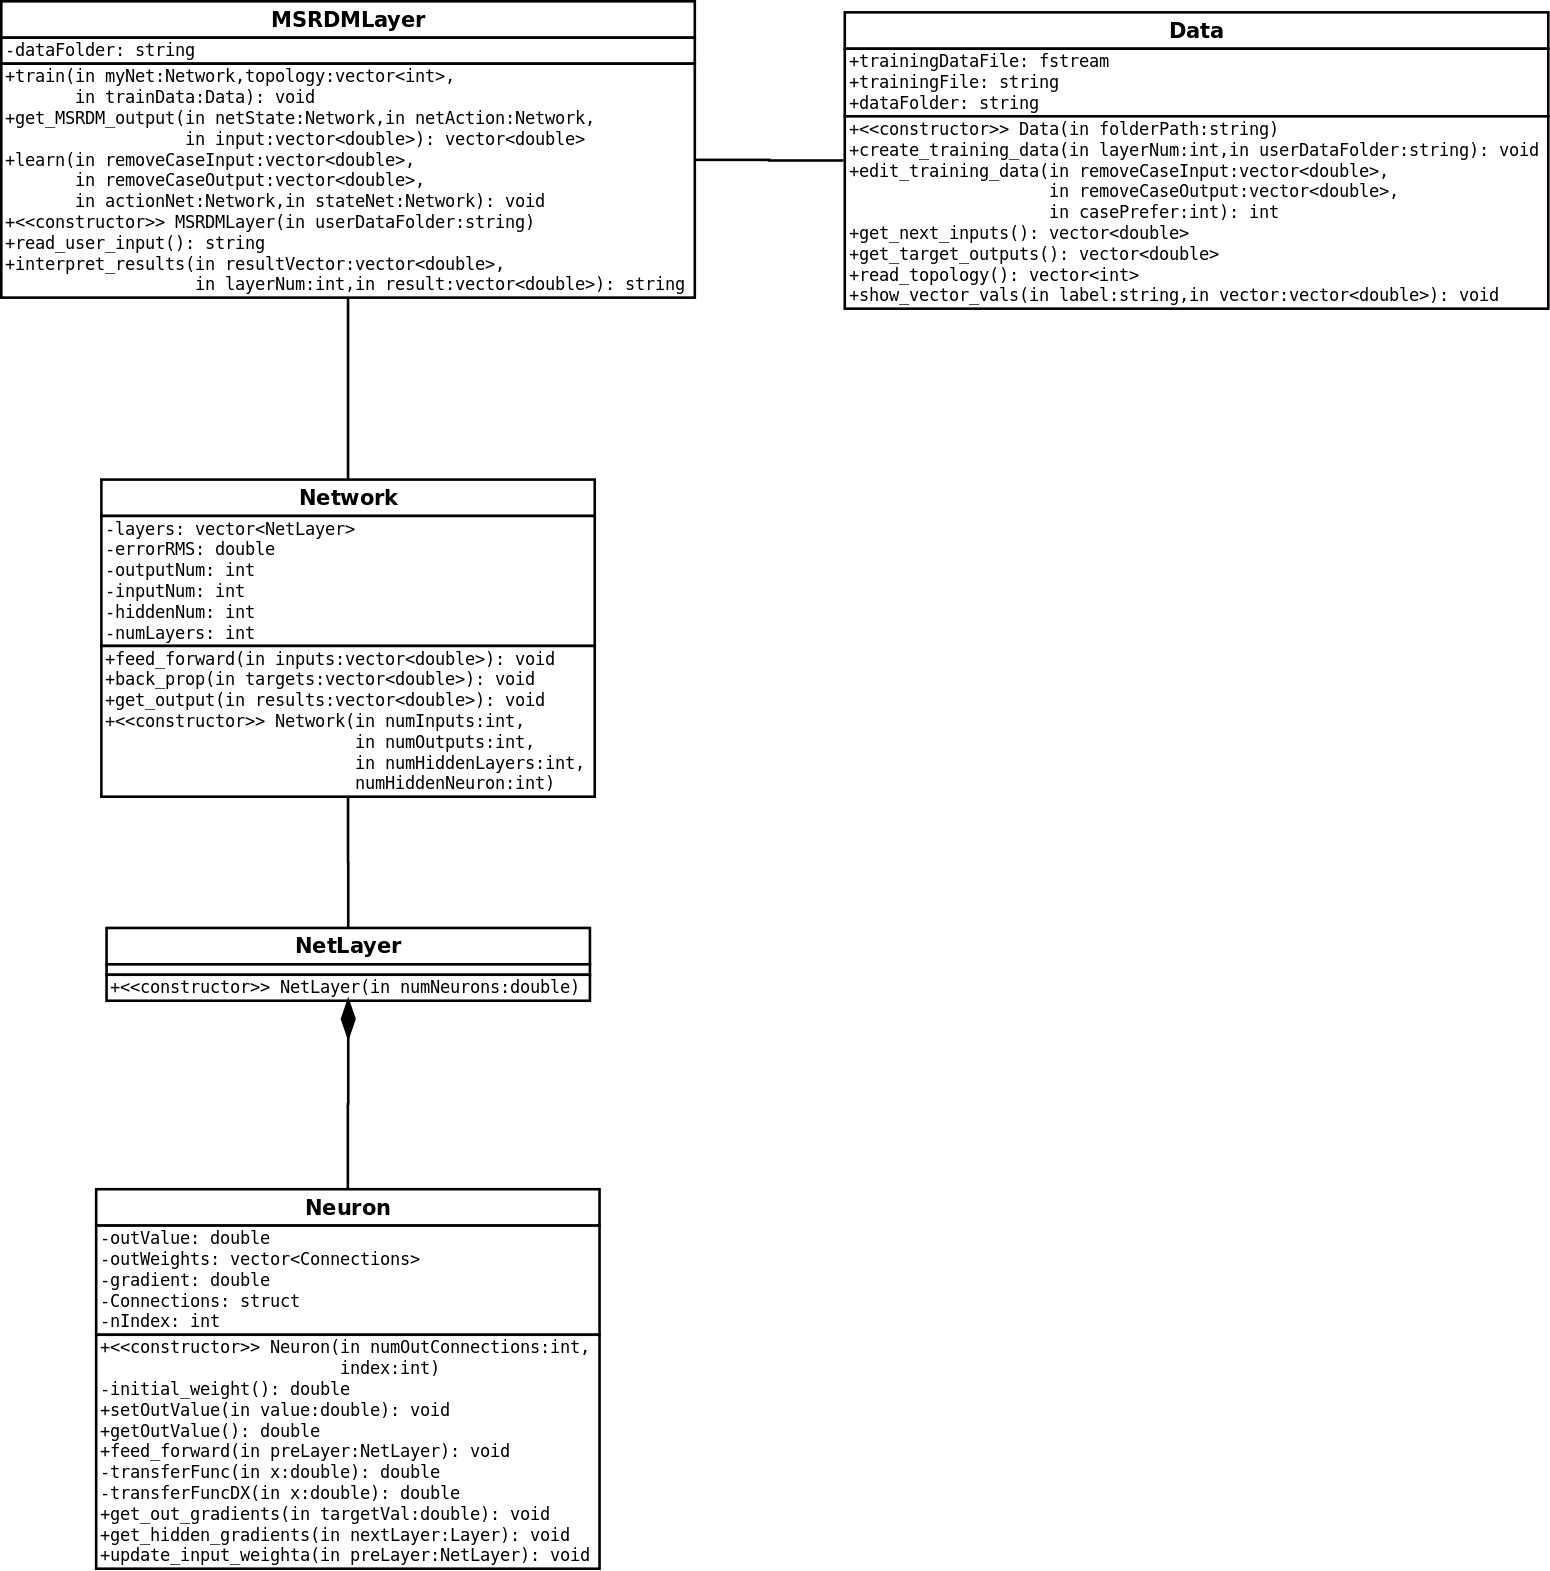 MSRDMLayer
-dataFolder: string
+train(in myNet:Network,topology:vector<int>,
in trainData:Data): void
+get_MSRDM_output(in netState:Network,in netAction:Network,
in input:vector<double>): vector<double>
+learn(in removeCaseInput:vector<double>,
in removeCaseOutput:vector<double>,
in actionNet:Network,in stateNet:Network): void
+<<constructor>> MSRDMLayer(in userDataFolder:string)
+read_user_input(): string
+interpret_results(in resultVector:vector<double>,
in layerNum:int,in result:vector<double>): string
Data
+trainingDataFile: fstream
+trainingFile: string
+dataFolder: string
+<<constructor>> Data(in folderPath:string)
+create_training_data(in layerNum:int,in userDataFolder:string): void
+edit_training_data(in removeCaseInput:vector<double>,
in removeCaseOutput:vector<double>,
in casePrefer:int): int
+get_next_inputs(): vector<double>
+get_target_outputs(): vector<double>
+read_topology(): vector<int>
+show_vector_vals(in label:string,in vector:vector<double>): void
Network
-layers: vector<NetLayer>
-errorRMS: double
-outputNum: int
-inputNum: int
-hiddenNum: int
-numLayers: int
+feed_forward(in inputs:vector<double>): void
+back_prop(in targets:vector<double>): void
+get_output(in results:vector<double>): void
+<<constructor>> Network(in numInputs:int,
in numOutputs:int,
in numHiddenLayers:int,
numHiddenNeuron:int)
NetLayer
+<<constructor>> NetLayer(in numNeurons:double)
Neuron
-outValue: double
-outWeights: vector<Connections>
-gradient: double
-Connections: struct
-nIndex: int
+<<constructor>> Neuron(in numOutConnections:int,
index:int)
-initial_weight(): double
+setOutValue(in value:double): void
+getOutValue(): double
+feed_forward(in preLayer:NetLayer): void
-transferFunc(in x:double): double
-transferFuncDX(in x:double): double
+get_out_gradients(in targetVal:double): void
+get_hidden_gradients(in nextLayer:Layer): void
+update_input_weighta(in preLayer:NetLayer): void